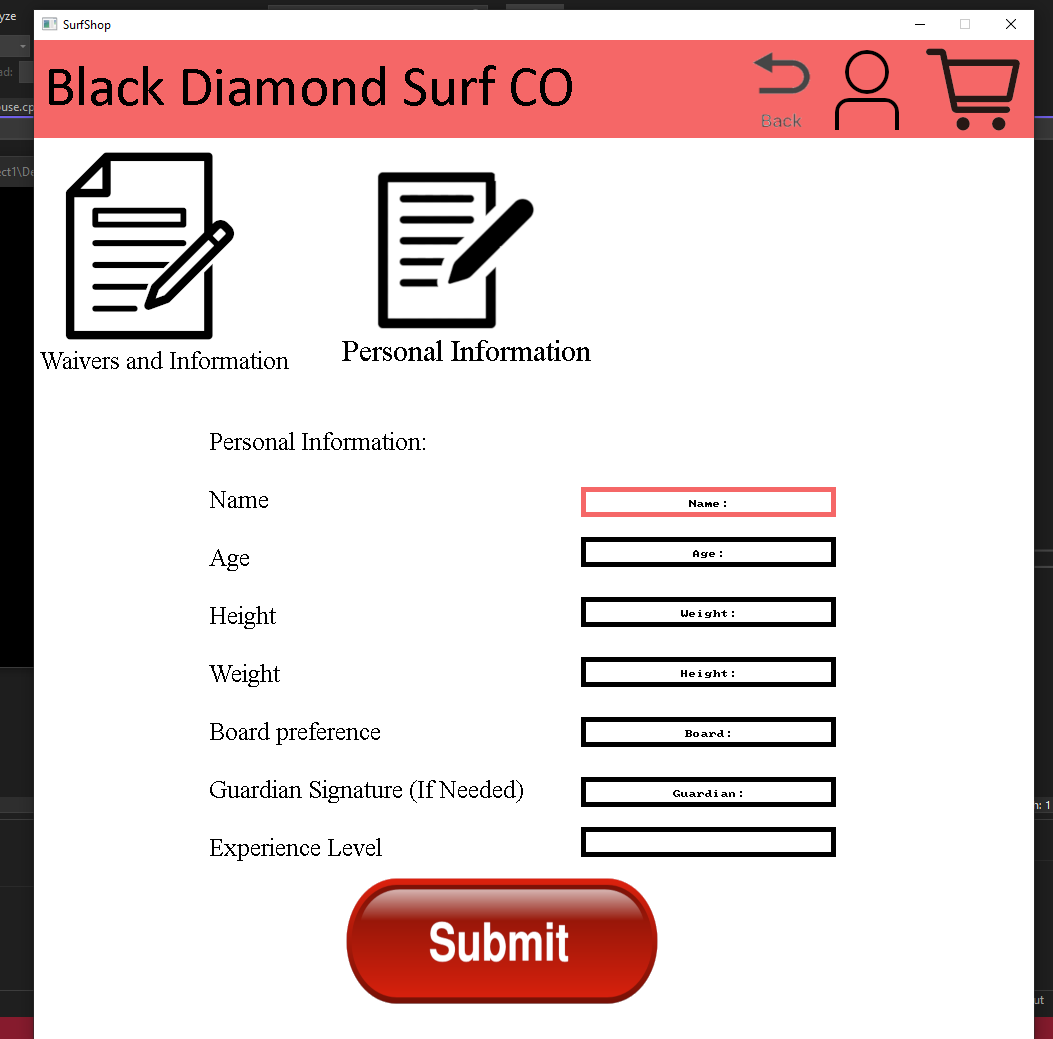 yze
SurfShop
ad:
Black Diamond Surf CO
Back
use.cp
ect1\De
Waivers and Information
Personal Information
Personal Information:
Name
Name:
Age
Age:
Height
Weight:
Weight
Height:
Board preference
Board:
Guardian Signature (If Needed)
Guardian:
n: 1
Experience Level
Submit
ut